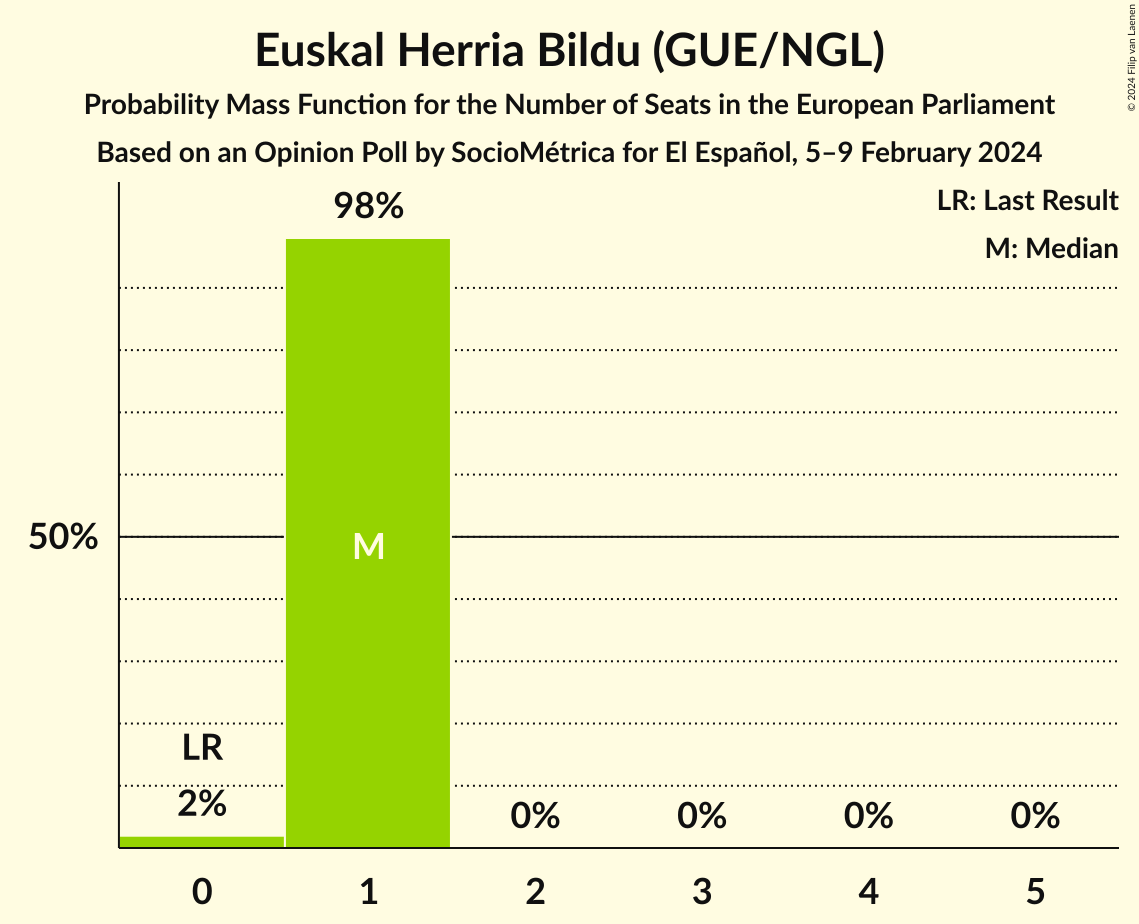 Euskal Herria Bildu (GUE/NGL)
Probability Mass Function for the Number of Seats in the European Parliament
Based on an Opinion Poll by SocioMétrica for El Español, 5–9 February 2024
© 2024 Filip van Laenen
LR: Last Result
M: Median
98%
50%
M
LR
2%
0%
0%
0%
0%
0
1
2
3
4
5